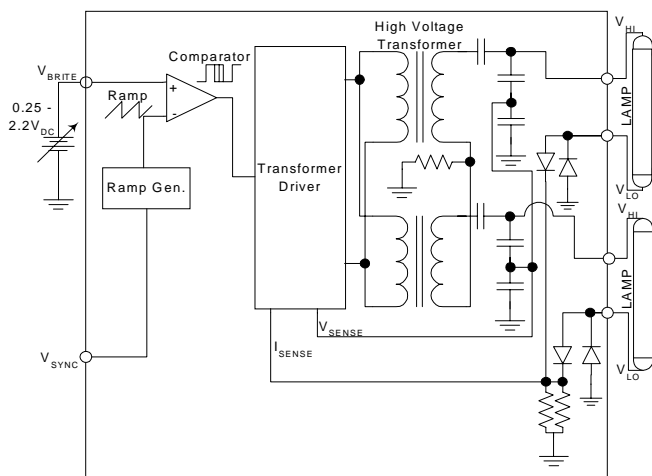 High Voltage
Transformer
Comparator
V_BRITE
Ramp
+
-
0.25 -
2.2V_DC
Ramp Gen.
Transformer
Driver
V_HI
LAMP
V_LO
V_HI
LAMP
V_LO
V_SENSE
I_SENSE
V_SYNC